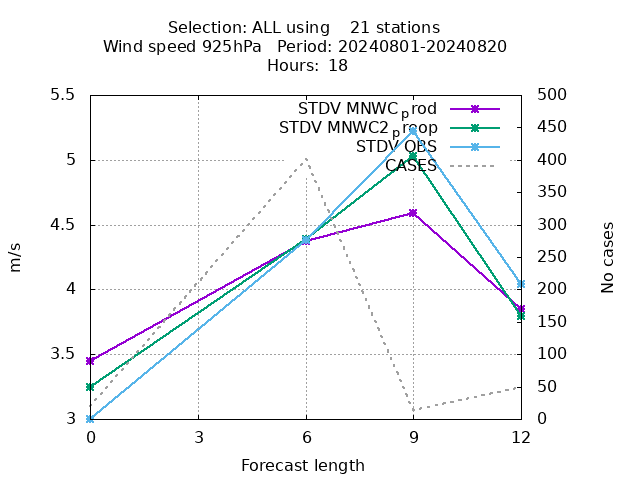 Selection: ALL using    21 stations
Wind speed 925hPa   Period: 20240801-20240820
Hours:  18
STDV MNWCprod
STDV MNWC2preop
STDV OBS
CASES
m/s
No cases
5.5
5
4.5
4
3.5
3
500
450
400
350
300
250
200
150
100
50
0
0 3 6 9 12
Forecast length